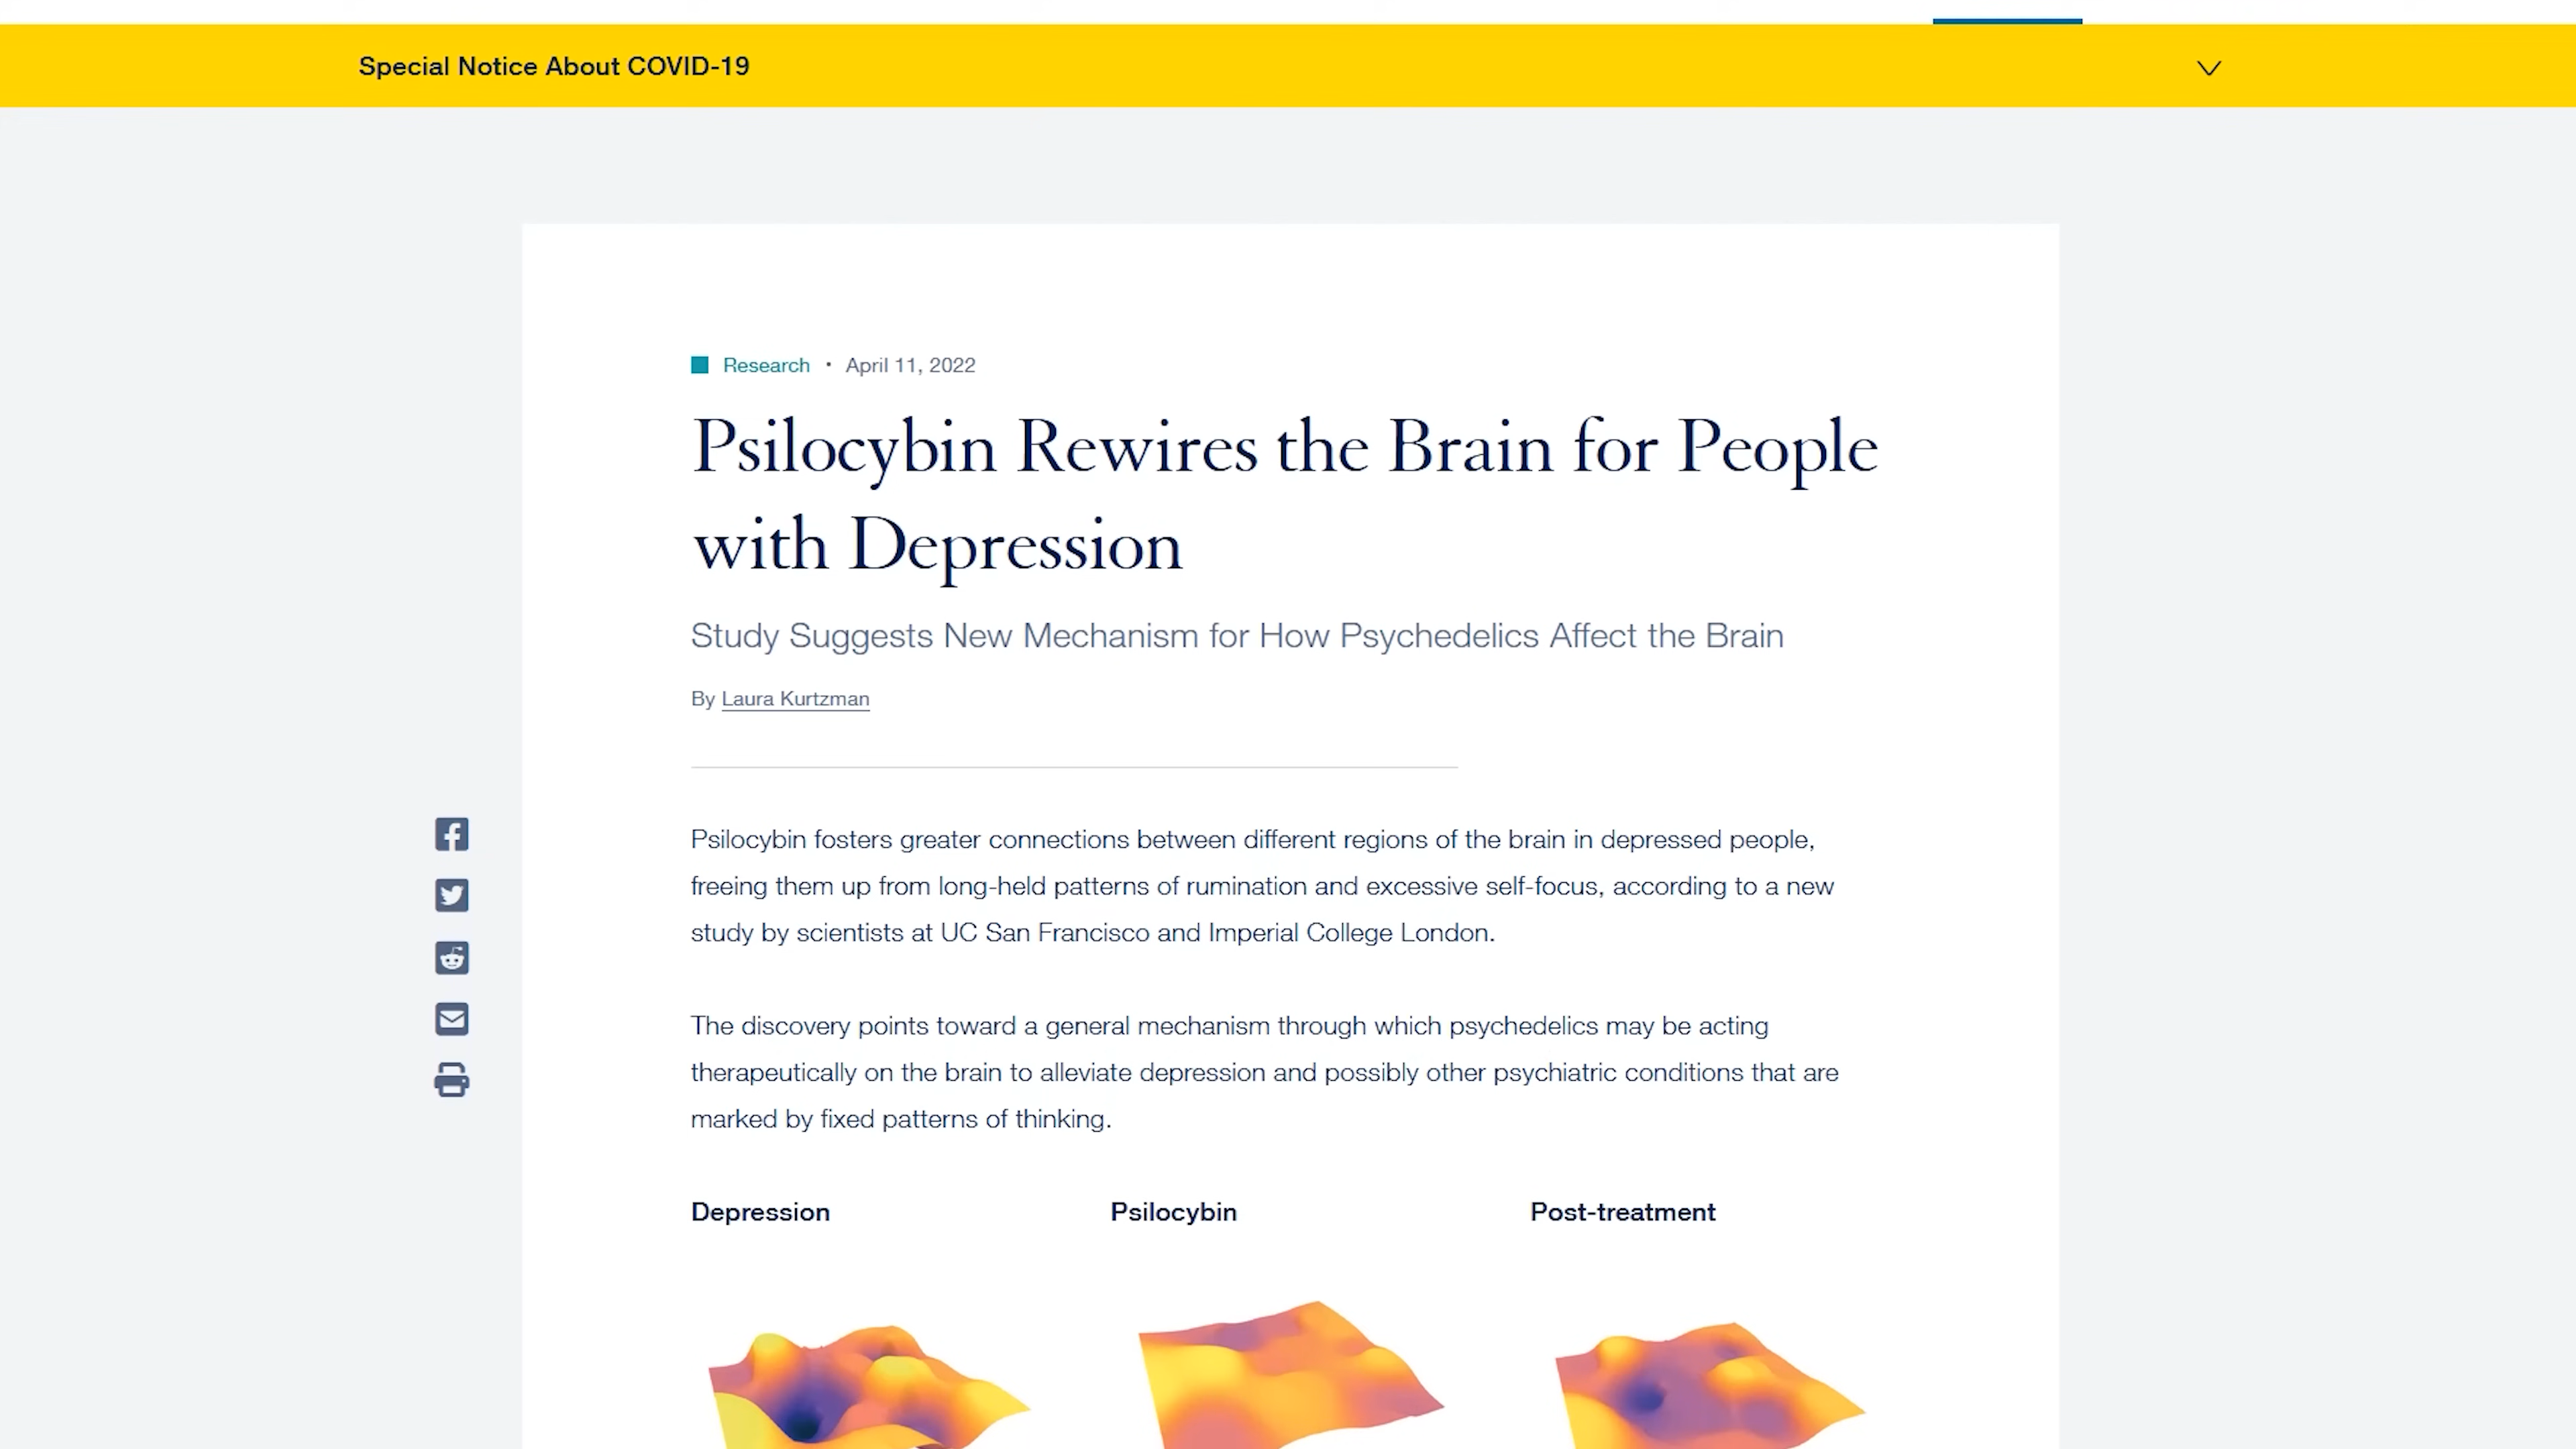 Special Notice About COVID-19
Research • April 11, 2022
Psilocybin Rewires the Brain for People
with Depression
Study Suggests New Mechanism for How Psychedelics Affect the Brain
By Laura Kurtzman
Psilocybin fosters greater connections between different regions of the brain in depressed people,
freeing them up from long-held patterns of rumination and excessive self-focus, according to a new
study by scientists at UC San Francisco and Imperial College London.
The discovery points toward a general mechanism through which psychedelics may be acting
therapeutically on the brain to alleviate depression and possibly other psychiatric conditions that are
marked by fixed patterns of thinking.
Depression Psilocybin Post-treatment